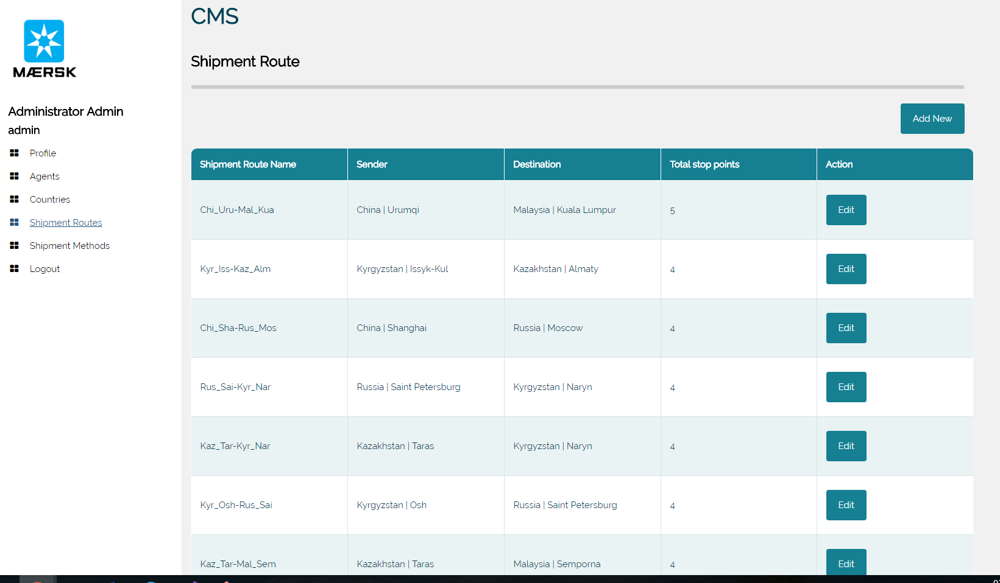 MÆRSK
Administrator Admin
admin
Profile
Agents
Countries
Shipment Routes
Shipment Methods
Logout
CMS
Shipment Route
Add New
Shipment Route Name Sender Destination Total stop points Action
Chi_Uru-Mal_Kua China | Urumqi Malaysia | Kuala Lumpur 5 Edit
Kyr_Iss-Kaz_Alm Kyrgyzstan | Issyk-Kul Kazakhstan | Almaty 4 Edit
Chi_Sha-Rus_Mos China | Shanghai Russia | Moscow 4 Edit
Rus_Sai-Kyr_Nar Russia | Saint Petersburg Kyrgyzstan | Naryn 4 Edit
Kaz_Tar-Kyr_Nar Kazakhstan | Taras Kyrgyzstan | Naryn 4 Edit
Kyr_Osh-Rus_Sai Kyrgyzstan | Osh Russia | Saint Petersburg 4 Edit
Kaz_Tar-Mal_Sem Kazakhstan | Taras Malaysia | Semporna 4 Edit